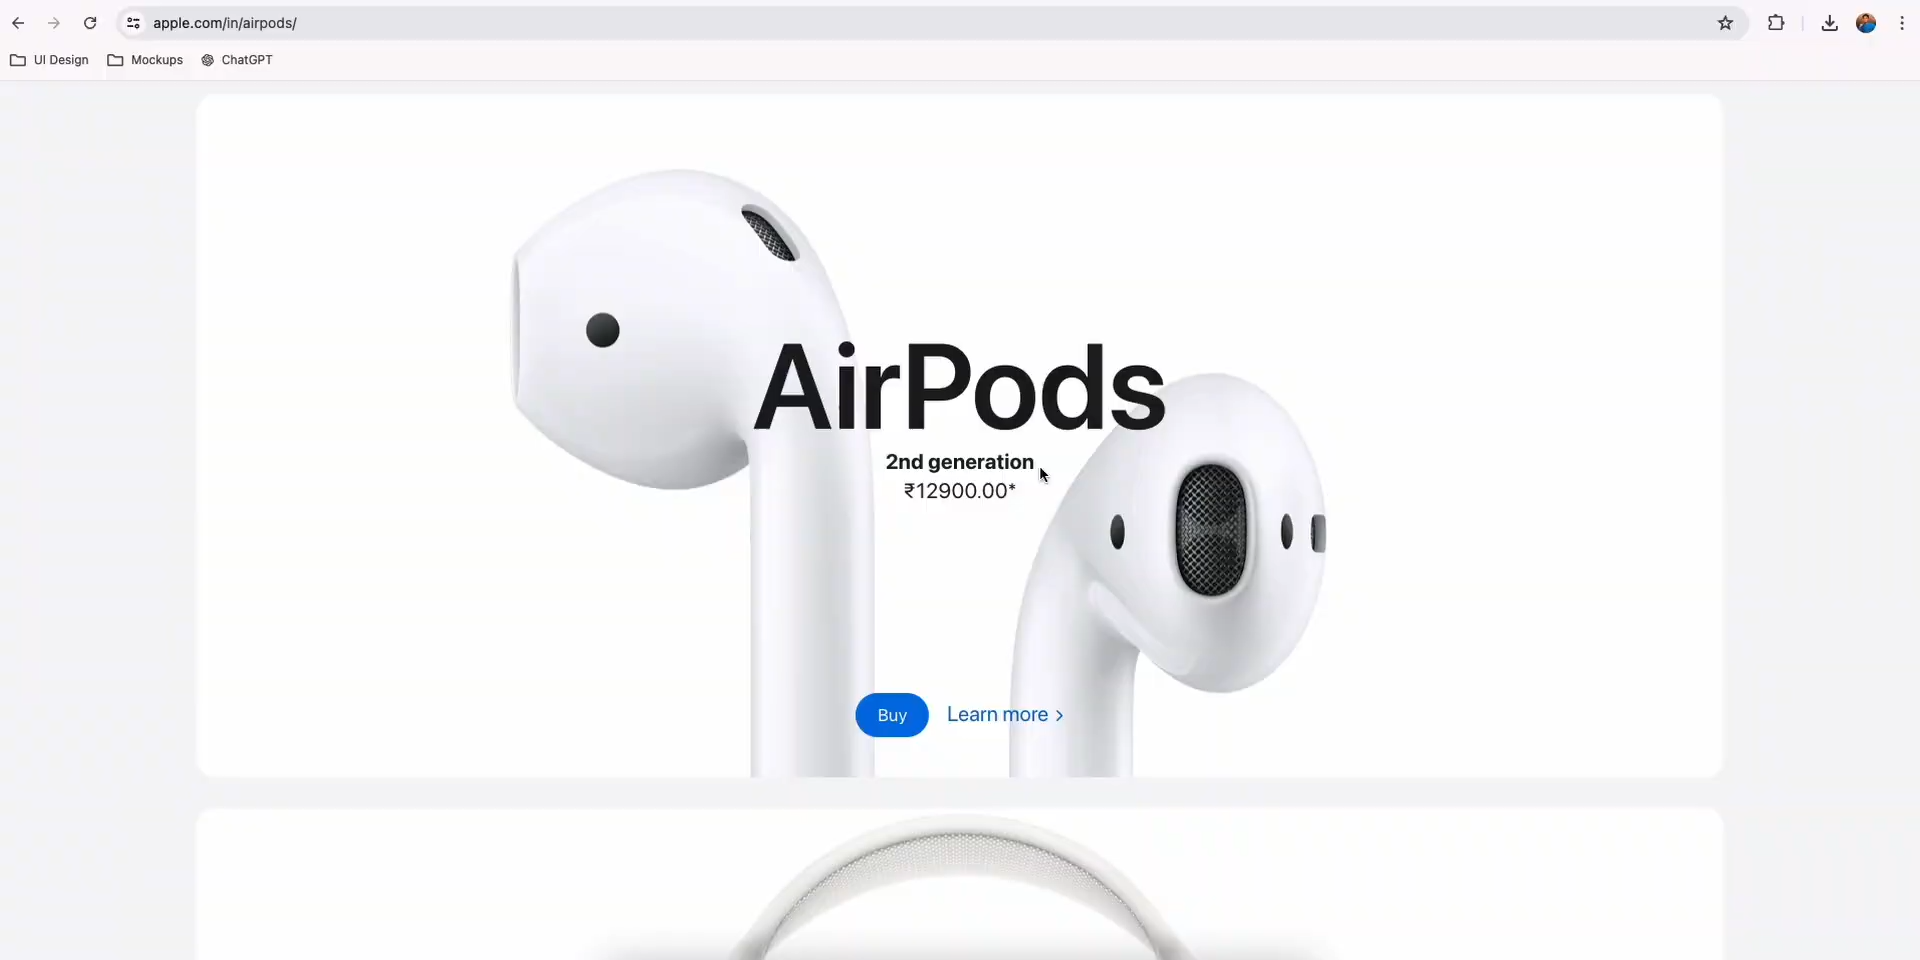 apple.com/in/airpods/
UI Design Mockups ChatGPT
AirPods
2nd generation
₹12900.00*
Buy Learn more >